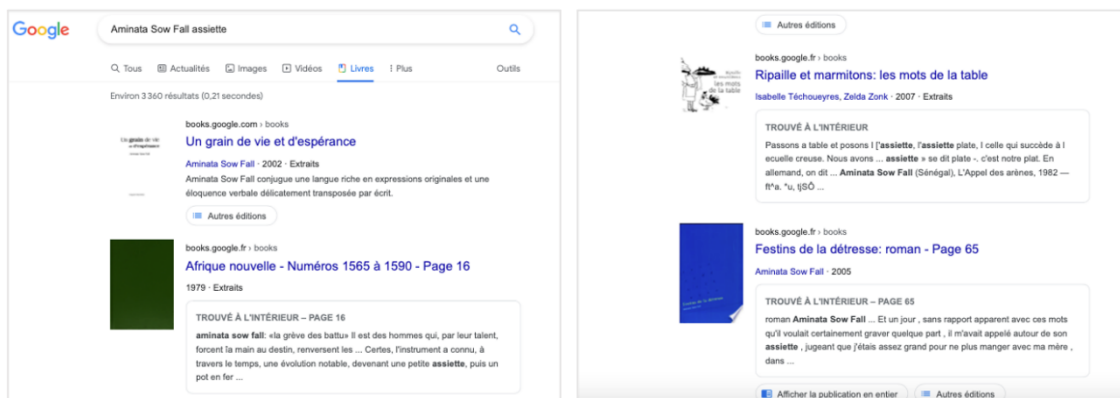 Google
Aminata Sow Fall assiette
Tous Actualités Images Vidéos Livres Plus Outils
Environ 3 360 résultats (0,21 secondes)
books.google.com › books
Un grain de vie et d'espérance
Aminata Sow Fall · 2002 · Extraits
Aminata Sow Fall conjugue une langue riche en expressions originales et une
éloquence verbale délicatement transposée par écrit.
Autres éditions
books.google.fr › books
Afrique nouvelle - Numéros 1565 à 1590 - Page 16
1979 · Extraits
TROUVÉ À L'INTÉRIEUR – PAGE 16
aminata sow fall: «la grève des battu» Il est des hommes qui, par leur talent,
forcent la main au destin, renversent les ... Certes, l'instrument a connu, à
travers le temps, une évolution notable, devenant une petite assiette, puis un
pot en fer ...
Autres éditions
books.google.fr › books
Ripaille et marmitons: les mots de la table
Isabelle Téchoueyres, Zelda Zonk · 2007 · Extraits
les mots
de la table
TROUVÉ À L'INTÉRIEUR
Passons a table et posons l ['assiette, l'assiette plate, l celle qui succède à l
ecuelle creuse. Nous avons ... assiette » se dit plate -. c'est notre plat. En
allemand, on dit ... Aminata Sow Fall (Sénégal), L'Appel des arènes, 1982 —
ft^a. "u, tjSÕ ...
books.google.fr › books
Festins de la détresse: roman - Page 65
Aminata Sow Fall · 2005
TROUVÉ À L'INTÉRIEUR – PAGE 65
roman Aminata Sow Fall ... Et un jour , sans rapport apparent avec ces mots
qu'il voulait certainement graver quelque part , il m'avait appelé autour de son
assiette , jugeant que j'étais assez grand pour ne plus manger avec ma mère ,
dans ...
Afficher la publication en entier Autres éditions